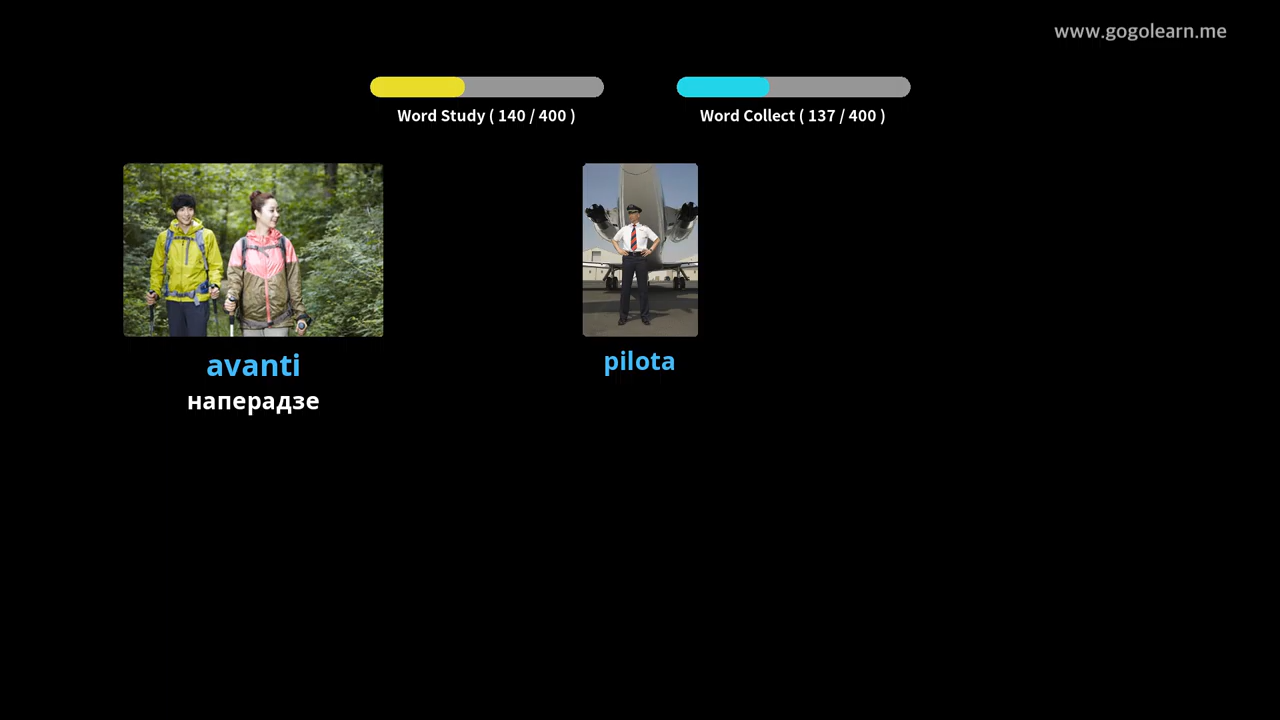 www.gogolearn.me
Word Study ( 140 / 400 )
Word Collect ( 137 / 400 )
avanti
наперадзе
pilota